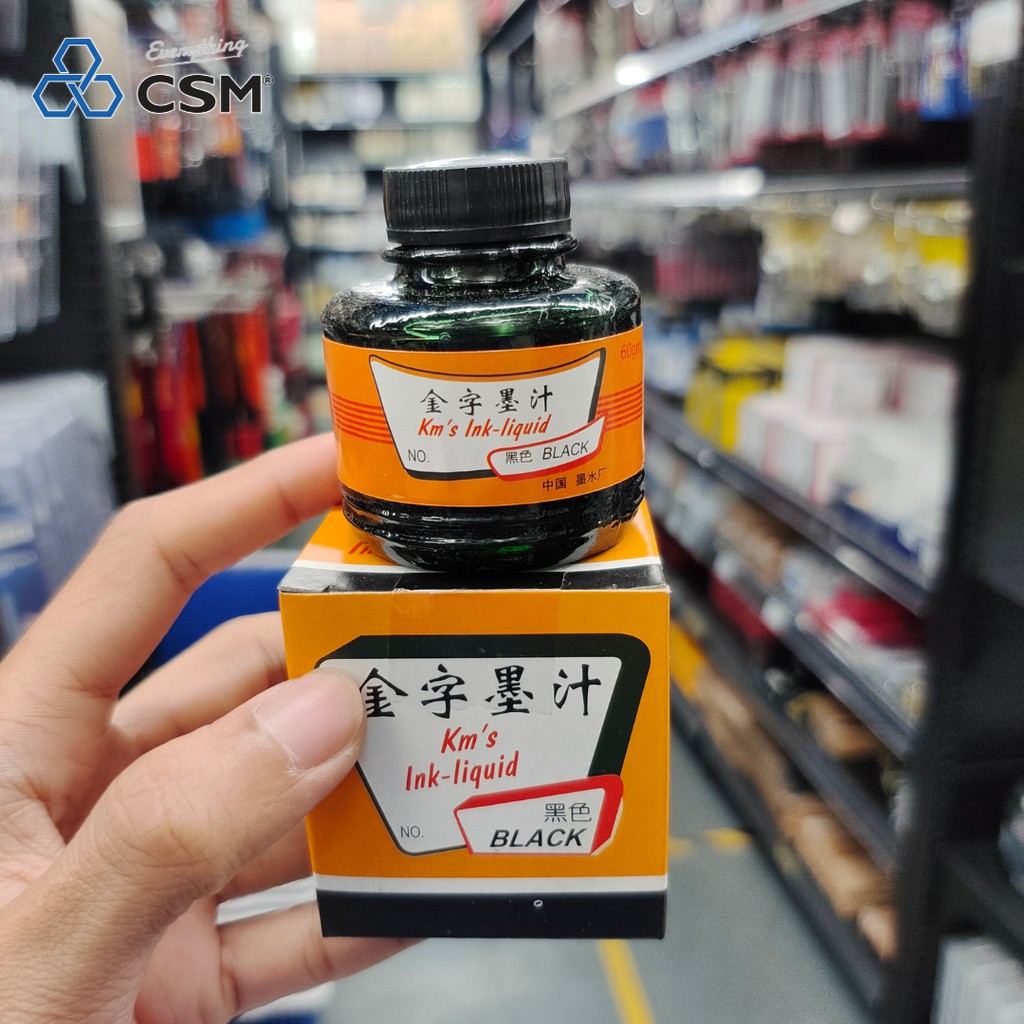 Everything
CSM®
60gm
金字墨汁
Km's Ink-liquid
NO.
黑色 BLACK
中国 墨水厂
金字墨汁
Km's
Ink-liquid
NO.
黑色
BLACK